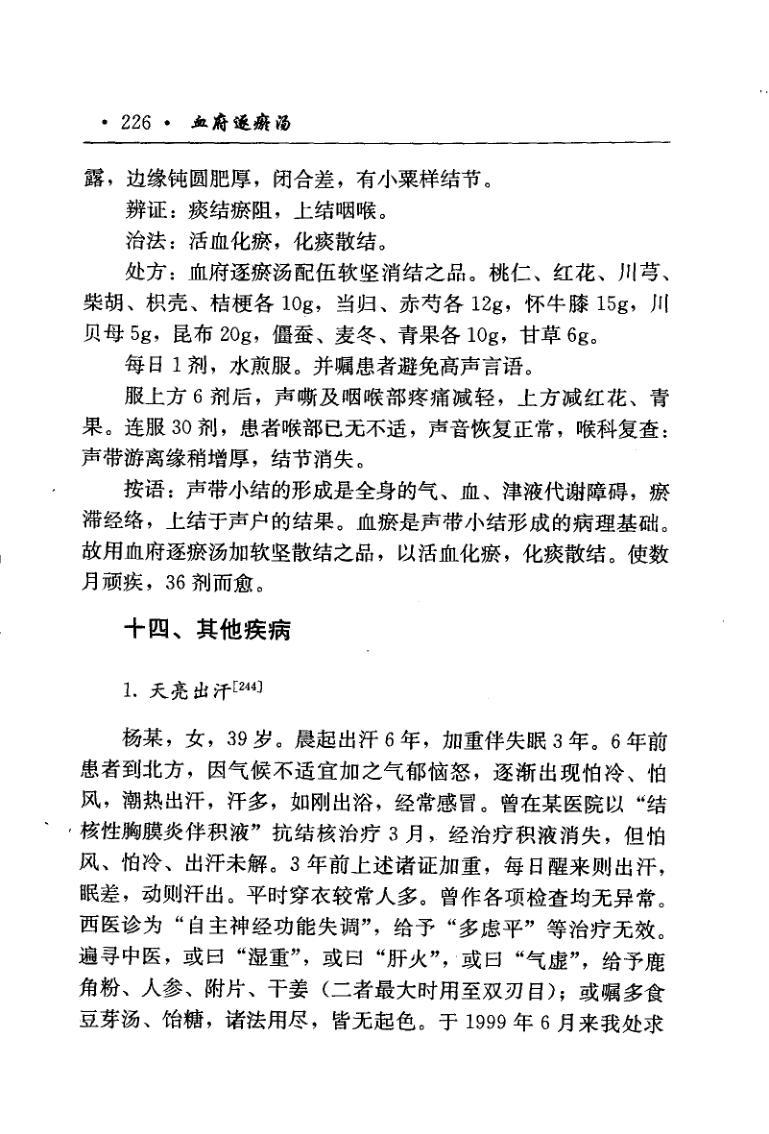 • 226 • 血府逐瘀汤
露，边缘钝圆肥厚，闭合差，有小粟样结节。
辨证：痰结瘀阻，上结咽喉。
治法：活血化瘀，化痰散结。
处方：血府逐瘀汤配伍软坚消结之品。桃仁、红花、川芎、
柴胡、枳壳、桔梗各 10g，当归、赤芍各 12g，怀牛膝 15g，川
贝母 5g，昆布 20g，僵蚕、麦冬、青果各 10g，甘草 6g。
每日 1 剂，水煎服。并嘱患者避免高声言语。
服上方 6 剂后，声嘶及咽喉部疼痛减轻，上方减红花、青
果。连服 30 剂，患者喉部已无不适，声音恢复正常，喉科复查：
声带游离缘稍增厚，结节消失。
按语：声带小结的形成是全身的气、血、津液代谢障碍，瘀
滞经络，上结于声户的结果。血瘀是声带小结形成的病理基础。
故用血府逐瘀汤加软坚散结之品，以活血化瘀，化痰散结。使数
月顽疾，36 剂而愈。
十四、其他疾病
1. 天亮出汗[244]
杨某，女，39 岁。晨起出汗 6 年，加重伴失眠 3 年。6 年前
患者到北方，因气候不适宜加之气郁恼怒，逐渐出现怕冷、怕
风，潮热出汗，汗多，如刚出浴，经常感冒。曾在某医院以“结
核性胸膜炎伴积液”抗结核治疗 3 月，经治疗积液消失，但怕
风、怕冷、出汗未解。3 年前上述诸证加重，每日醒来则出汗，
眠差，动则汗出。平时穿衣较常人多。曾作各项检查均无异常。
西医诊为“自主神经功能失调”，给予“多虑平”等治疗无效。
遍寻中医，或曰“湿重”，或曰“肝火”，或曰“气虚”，给予鹿
角粉、人参、附片、干姜（二者最大时用至双刃目）；或嘱多食
豆芽汤、饴糖，诸法用尽，皆无起色。于 1999 年 6 月来我处求